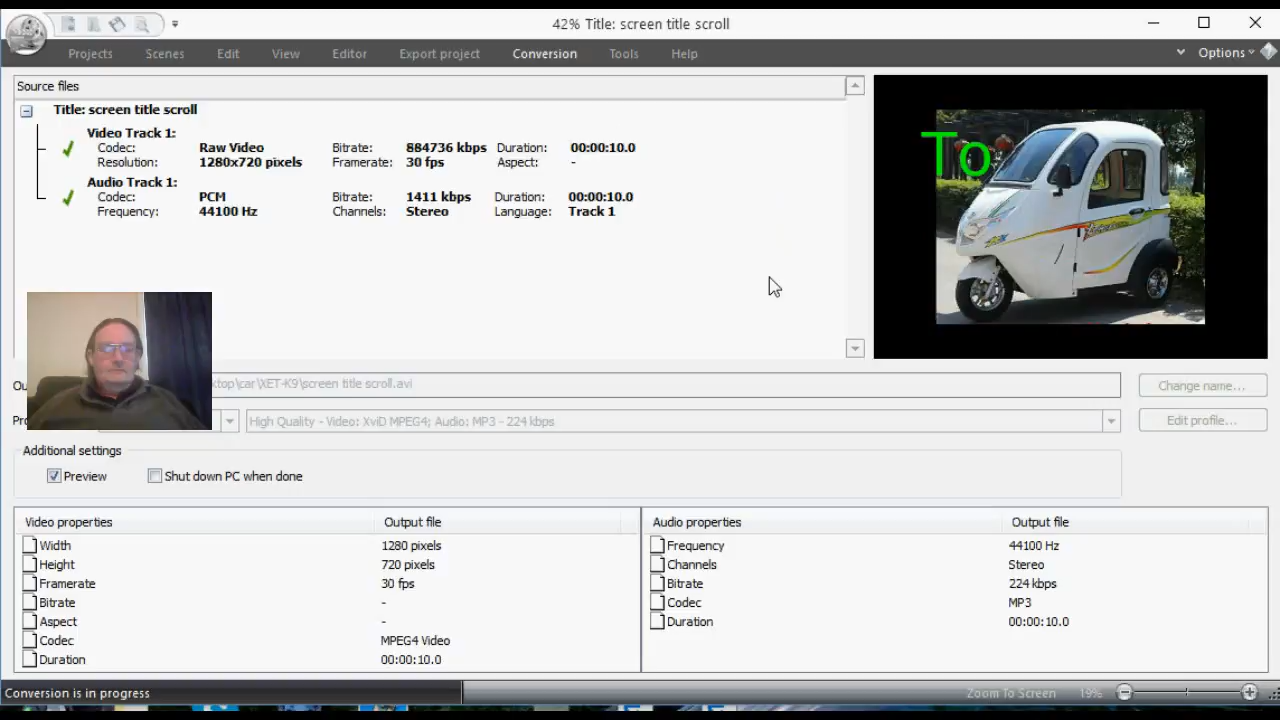 42% Title: screen title scroll
Projects Scenes Edit View Editor Export project Conversion Tools Help Options
Source files
Title: screen title scroll
Video Track 1:
Codec: Raw Video Bitrate: 884736 kbps Duration: 00:00:10.0
Resolution: 1280x720 pixels Framerate: 30 fps Aspect: -
Audio Track 1:
Codec: PCM Bitrate: 1411 kbps Duration: 00:00:10.0
Frequency: 44100 Hz Channels: Stereo Language: Track 1
To
ktop\car\XET-K9\screen title scroll.avi Change name...
High Quality - Video: XviD MPEG4; Audio: MP3 - 224 kbps Edit profile...
Additional settings
Preview Shut down PC when done
Video properties Output file
Width 1280 pixels
Height 720 pixels
Framerate 30 fps
Bitrate -
Aspect -
Codec MPEG4 Video
Duration 00:00:10.0
Audio properties Output file
Frequency 44100 Hz
Channels Stereo
Bitrate 224 kbps
Codec MP3
Duration 00:00:10.0
Conversion is in progress Zoom To Screen 19%